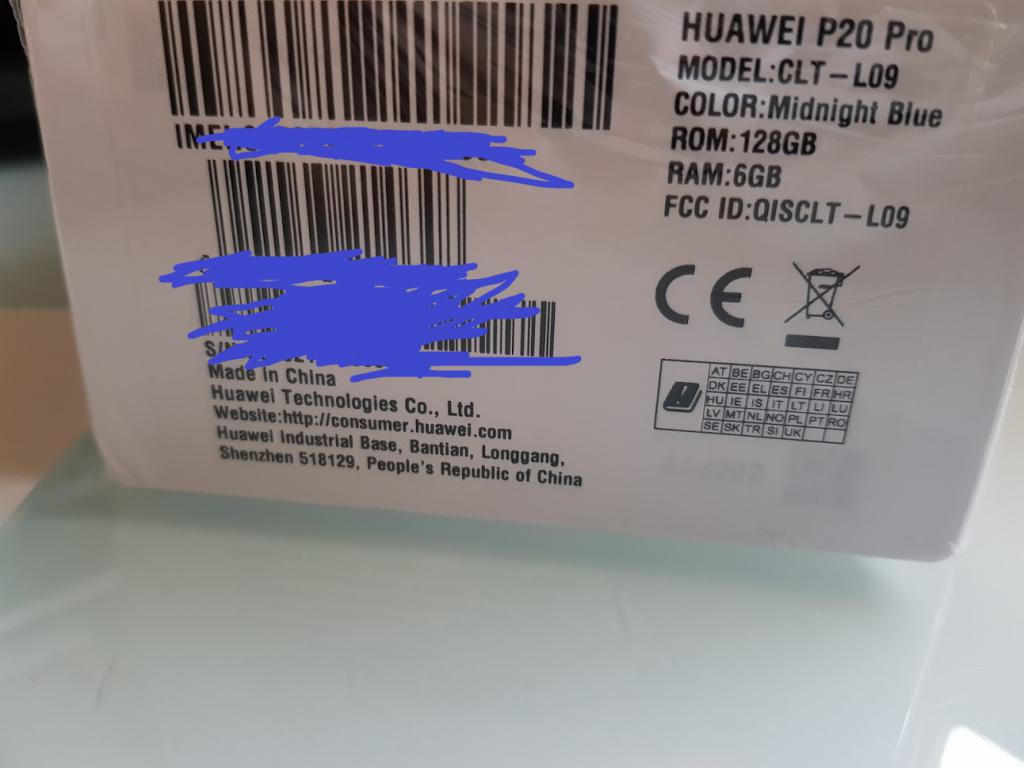 HUAWEI P20 Pro
MODEL:CLT-L09
COLOR:Midnight Blue
ROM:128GB
RAM:6GB
FCC ID:QISCLT-L09
CE
AT BE BG CH CY CZ DE
DK EE EL ES FI FR HR
HU IE IS IT LT LI LU
LV MT NL NO PL PT RO
SE SK TR SI UK
IMEI
S/N
Made in China
Huawei Technologies Co., Ltd.
Website:http://consumer.huawei.com
Huawei Industrial Base, Bantian, Longgang,
Shenzhen 518129, People's Republic of China